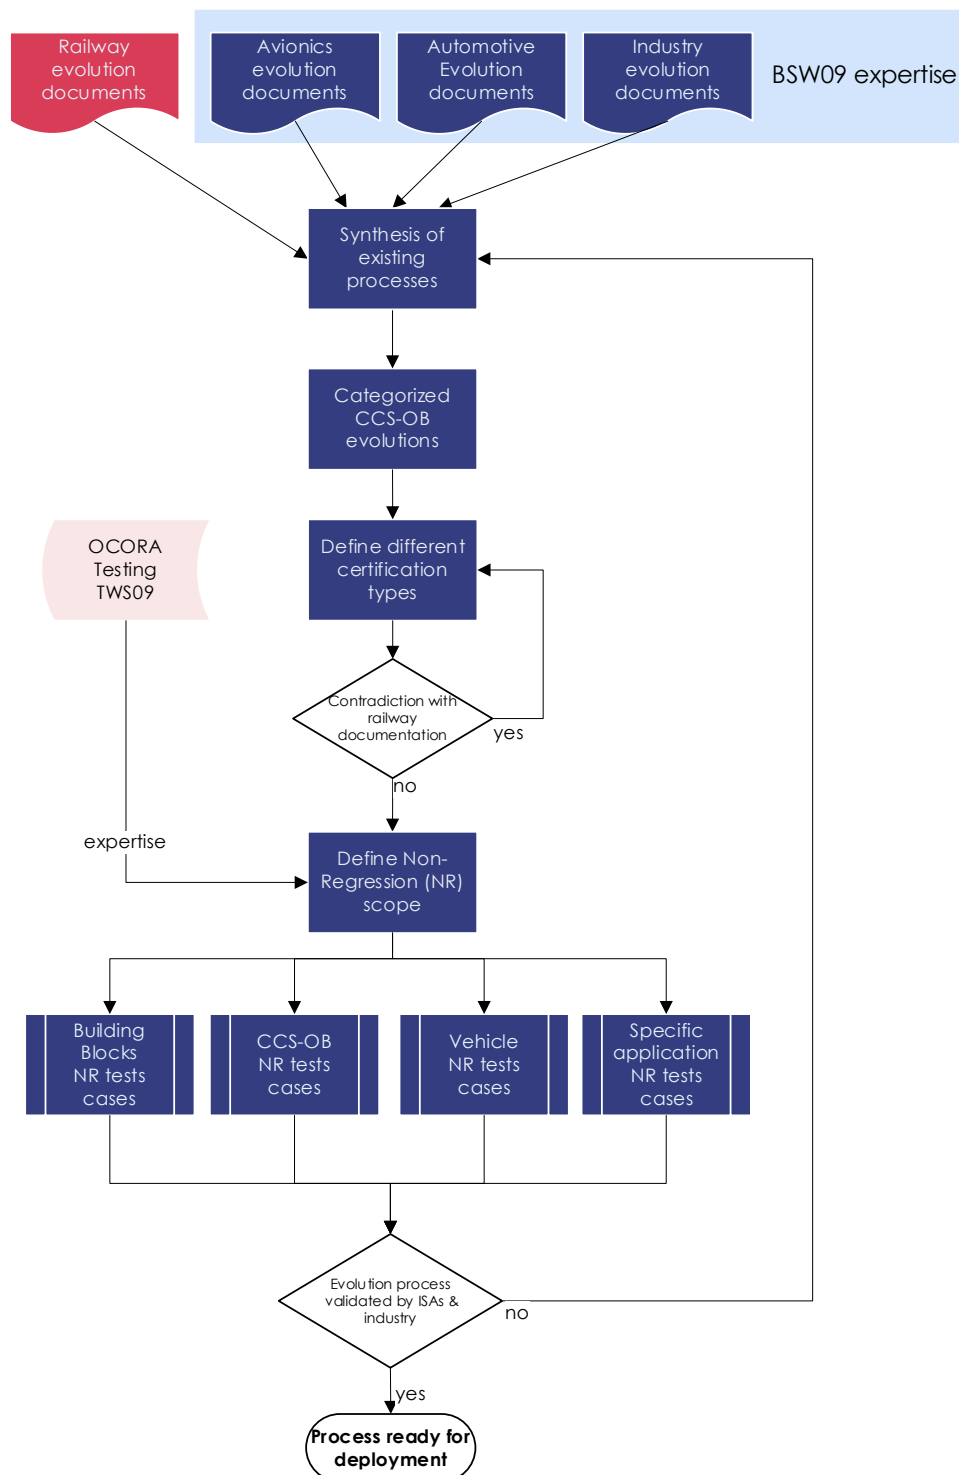 Railway
evolution
documents
Avionics
evolution
documents
Automotive
Evolution
documents
Industry
evolution
documents
BSW09 expertise
Synthesis of
existing
processes
Categorized
CCS-OB
evolutions
OCORA
Testing
TWS09
Define different
certification
types
Contradiction with
railway
documentation
yes
no
expertise
Define Non-
Regression (NR)
scope
Building
Blocks
NR tests
cases
CCS-OB
NR tests
cases
Vehicle
NR tests
cases
Specific
application
NR tests
cases
Evolution process
validated by ISAs &
industry
no
yes
Process ready for
deployment